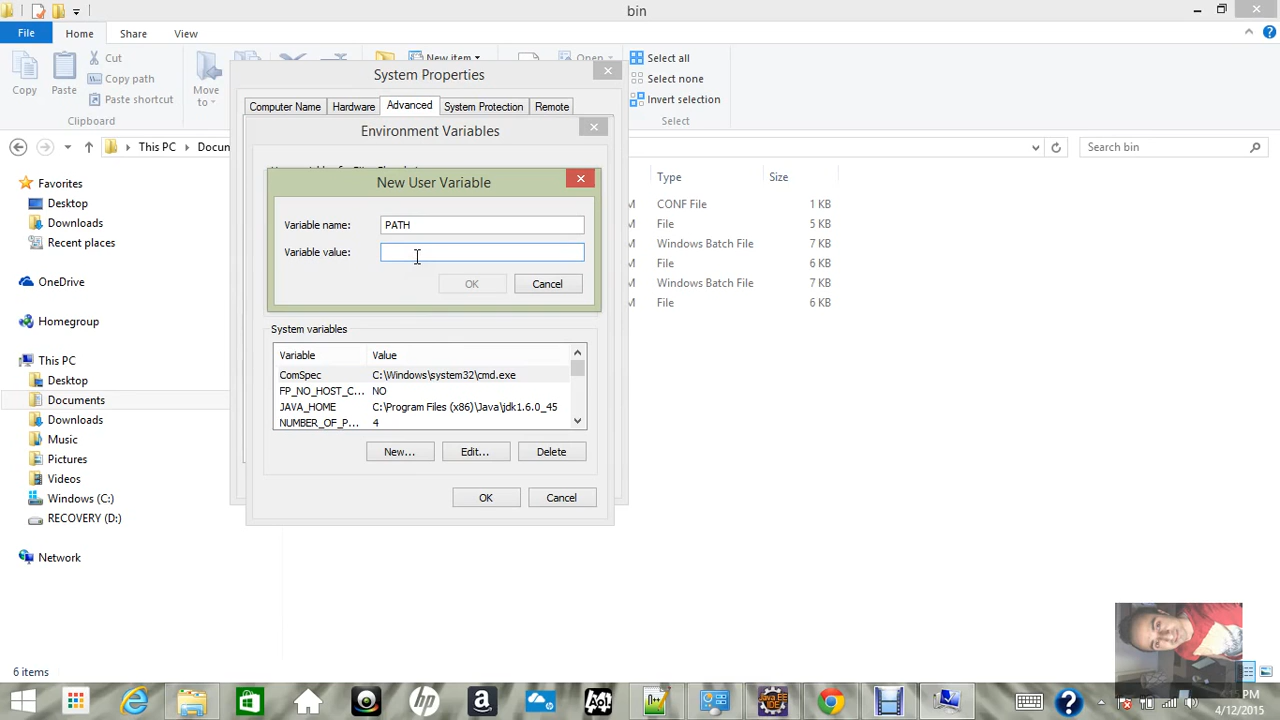 bin
File Home Share View
Cut
Copy path
Paste shortcut
Copy Paste
Clipboard
Move to
New item
Open
Select all
Select none
Invert selection
Select
This PC Docum
Search bin
Favorites
Desktop
Downloads
Recent places
OneDrive
Homegroup
This PC
Desktop
Documents
Downloads
Music
Pictures
Videos
Windows (C:)
RECOVERY (D:)
Network
6 items
System Properties
Computer Name Hardware Advanced System Protection Remote
Environment Variables
New User Variable
Variable name: PATH
Variable value:
OK Cancel
System variables
Variable Value
ComSpec C:\Windows\system32\cmd.exe
FP_NO_HOST_C... NO
JAVA_HOME C:\Program Files (x86)\Java\jdk1.6.0_45
NUMBER_OF_P... 4
New... Edit... Delete
OK Cancel
Type Size
M CONF File 1 KB
M File 5 KB
M Windows Batch File 7 KB
M File 6 KB
M Windows Batch File 7 KB
M File 6 KB
hp
a
Aol
Java EE
IDE
PM
4/12/2015